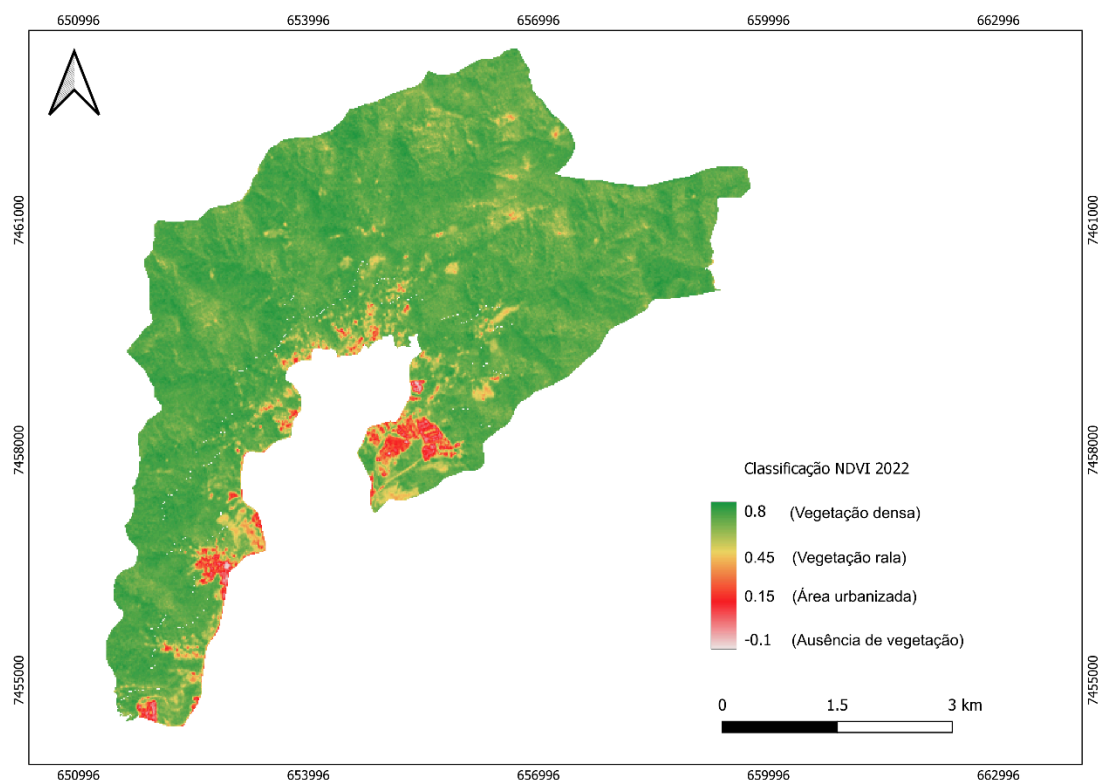 650996 653996 656996 659996 662996
7461000 7461000
7458000 7458000
Classificação NDVI 2022
0.8 (Vegetação densa)
0.45 (Vegetação rala)
0.15 (Área urbanizada)
-0.1 (Ausência de vegetação)
7455000 7455000
0 1.5 3 km
650996 653996 656996 659996 662996